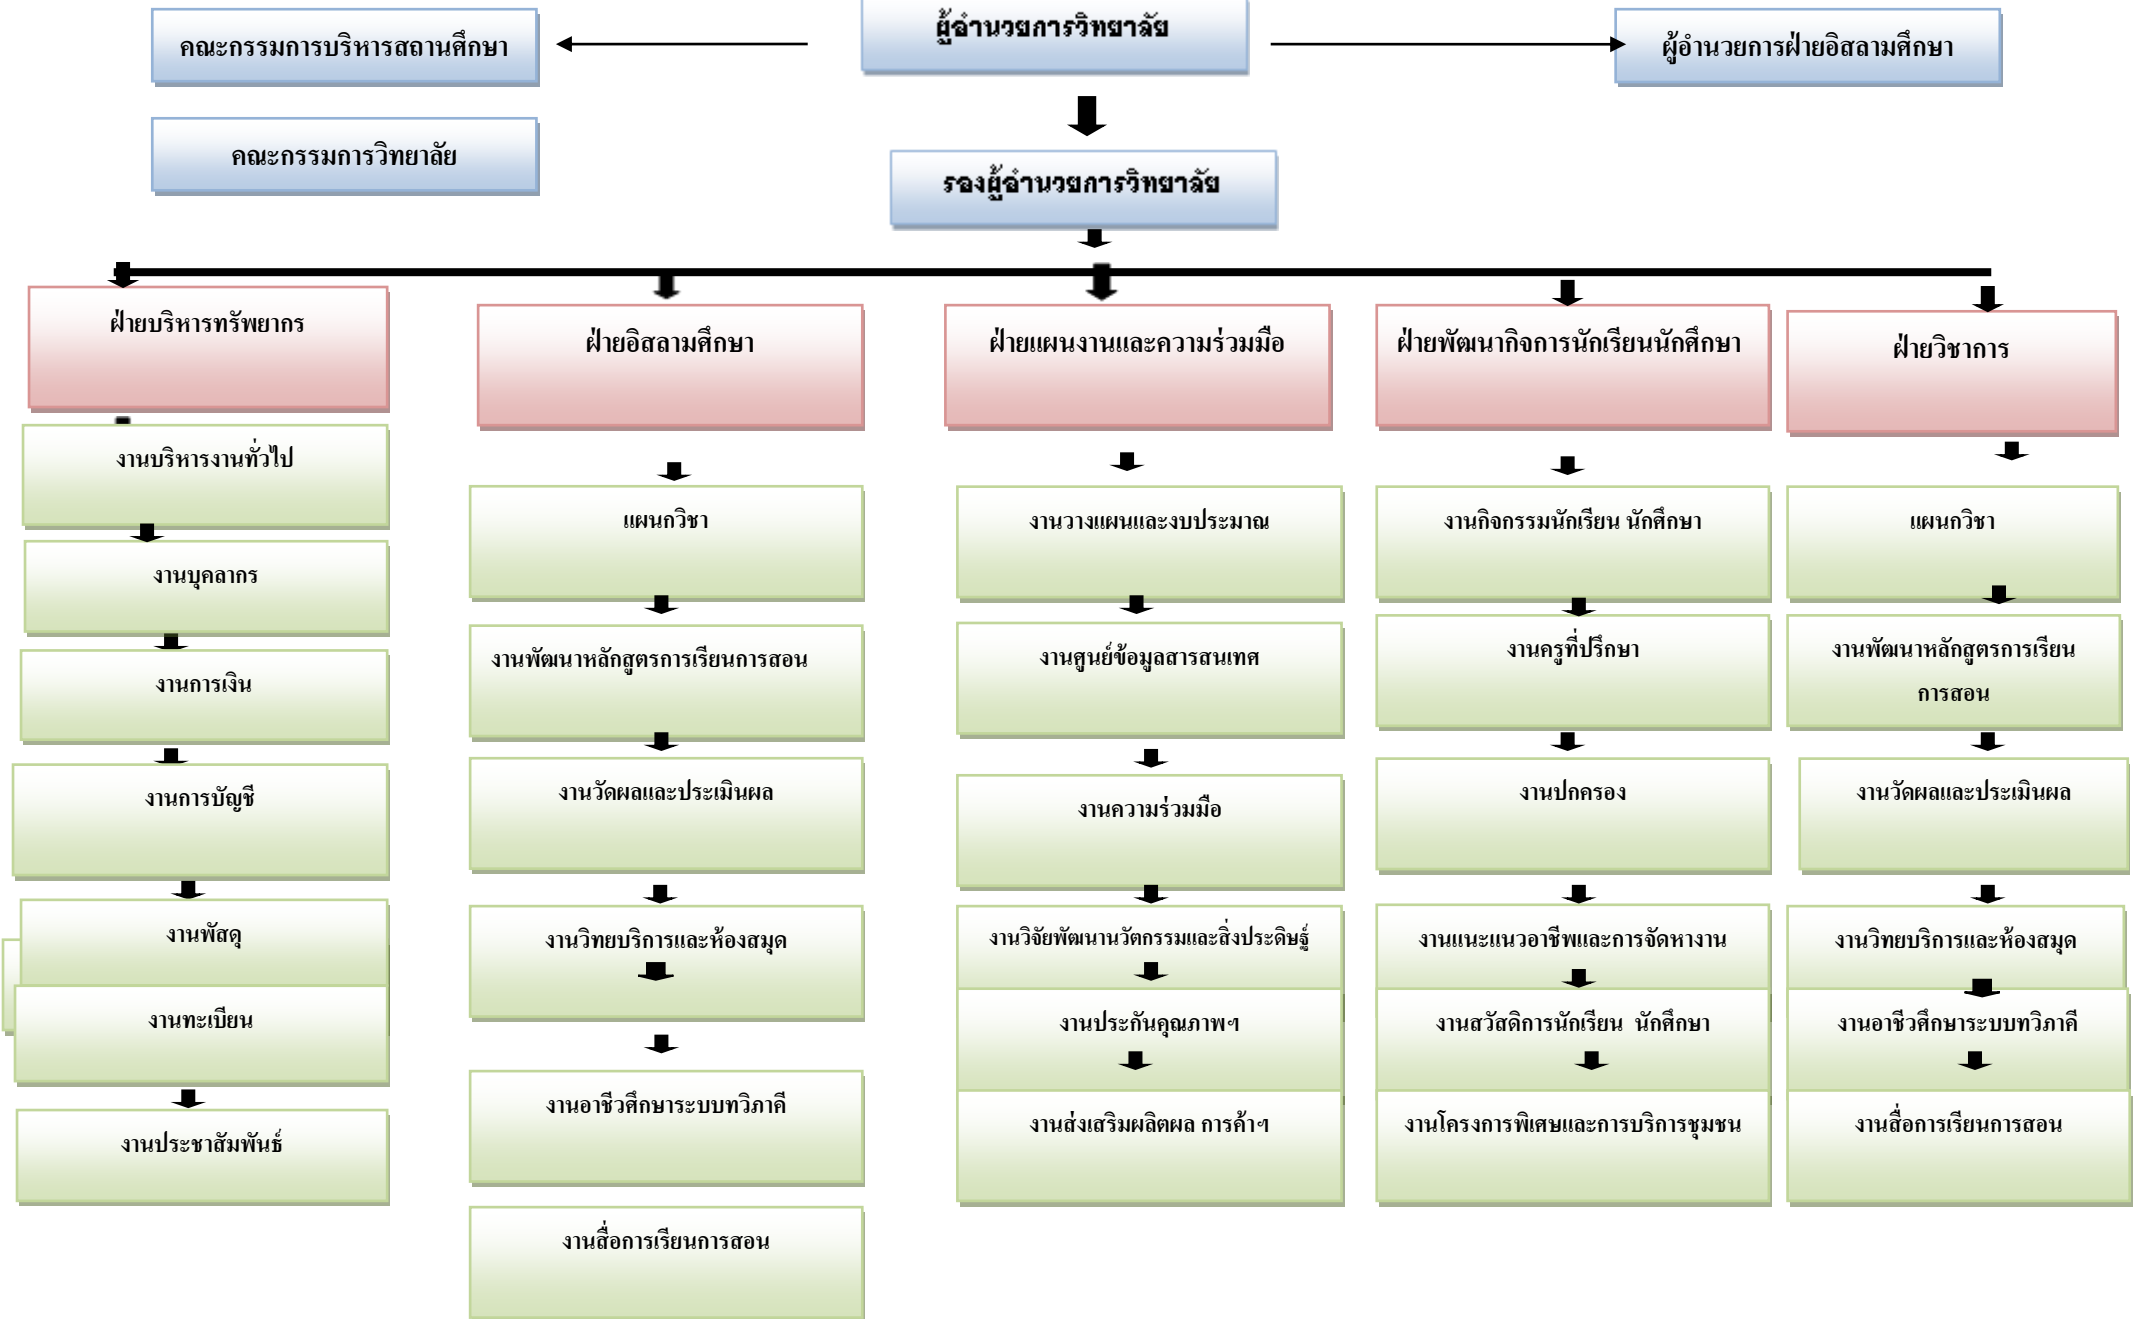 ผู้อำนวยการวิทยาลัย
คณะกรรมการบริหารสถานศึกษา
ผู้อำนวยการฝ่ายอิสลามศึกษา
คณะกรรมการวิทยาลัย
รองผู้อำนวยการวิทยาลัย
ฝ่ายบริหารทรัพยากร
งานบริหารงานทั่วไป
งานบุคลากร
งานการเงิน
งานการบัญชี
งานพัสดุ
งานทะเบียน
งานประชาสัมพันธ์
ฝ่ายอิสลามศึกษา
แผนกวิชา
งานพัฒนาหลักสูตรการเรียนการสอน
งานวัดผลและประเมินผล
งานวิทยบริการและห้องสมุด
งานอาชีวศึกษาระบบทวิภาคี
งานสื่อการเรียนการสอน
ฝ่ายแผนงานและความร่วมมือ
งานวางแผนและงบประมาณ
งานศูนย์ข้อมูลสารสนเทศ
งานความร่วมมือ
งานวิจัยพัฒนานวัตกรรมและสิ่งประดิษฐ์
งานประกันคุณภาพฯ
งานส่งเสริมผลิตผล การค้าฯ
ฝ่ายพัฒนากิจการนักเรียนนักศึกษา
งานกิจกรรมนักเรียน นักศึกษา
งานครูที่ปรึกษา
งานปกครอง
งานแนะแนวอาชีพและการจัดหางาน
งานสวัสดิการนักเรียน นักศึกษา
งานโครงการพิเศษและการบริการชุมชน
ฝ่ายวิชาการ
แผนกวิชา
งานพัฒนาหลักสูตรการเรียน
การสอน
งานวัดผลและประเมินผล
งานวิทยบริการและห้องสมุด
งานอาชีวศึกษาระบบทวิภาคี
งานสื่อการเรียนการสอน